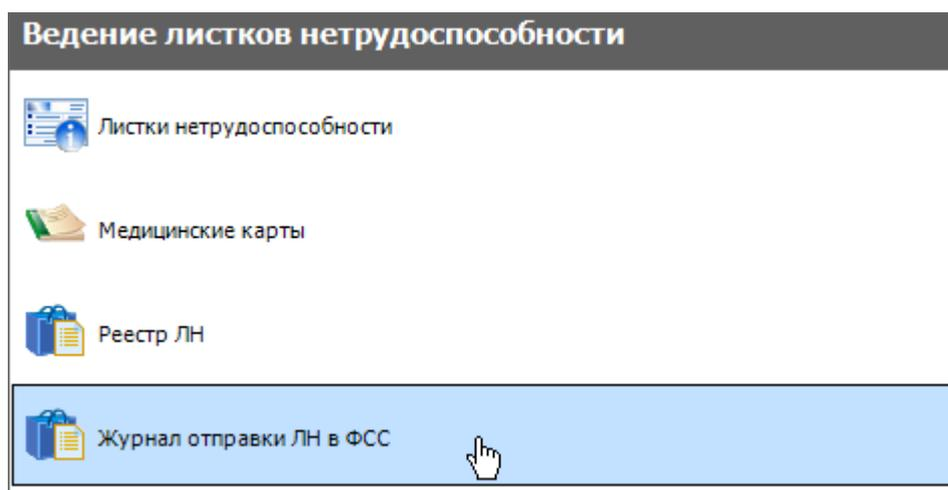 Ведение листков нетрудоспособности
Листки нетрудоспособности
Медицинские карты
Реестр ЛН
Журнал отправки ЛН в ФСС